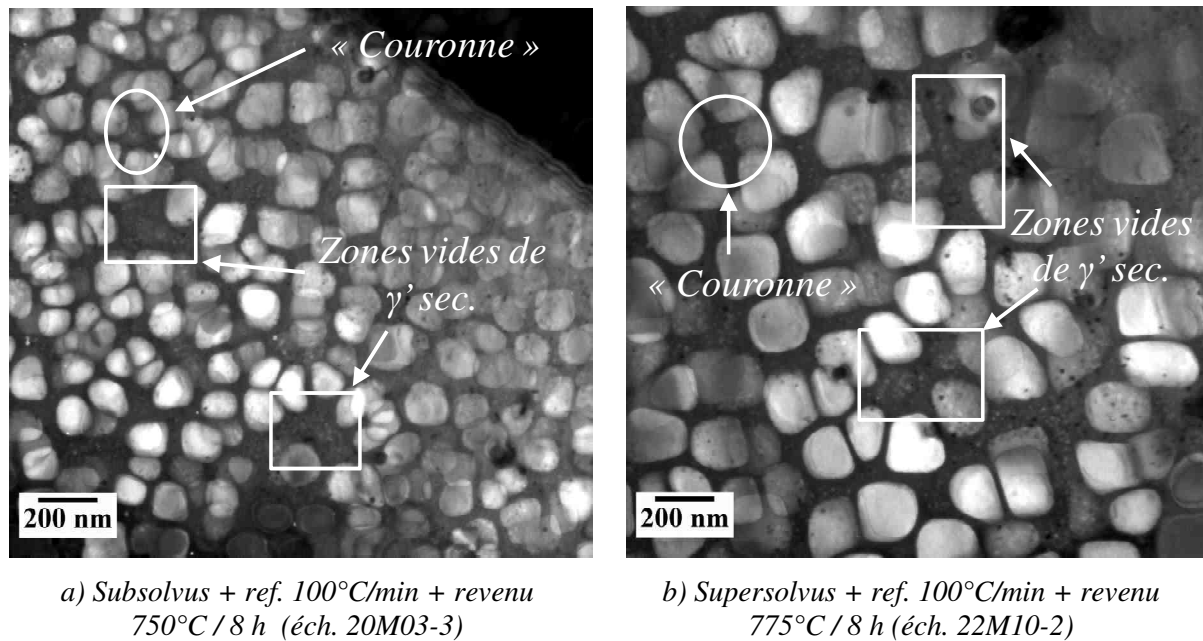 « Couronne »
Zones vides de
γ' sec.
200 nm
« Couronne »
Zones vides
de γ' sec.
200 nm
a) Subsolvus + ref. 100°C/min + revenu
750°C / 8 h (éch. 20M03-3)
b) Supersolvus + ref. 100°C/min + revenu
775°C / 8 h (éch. 22M10-2)